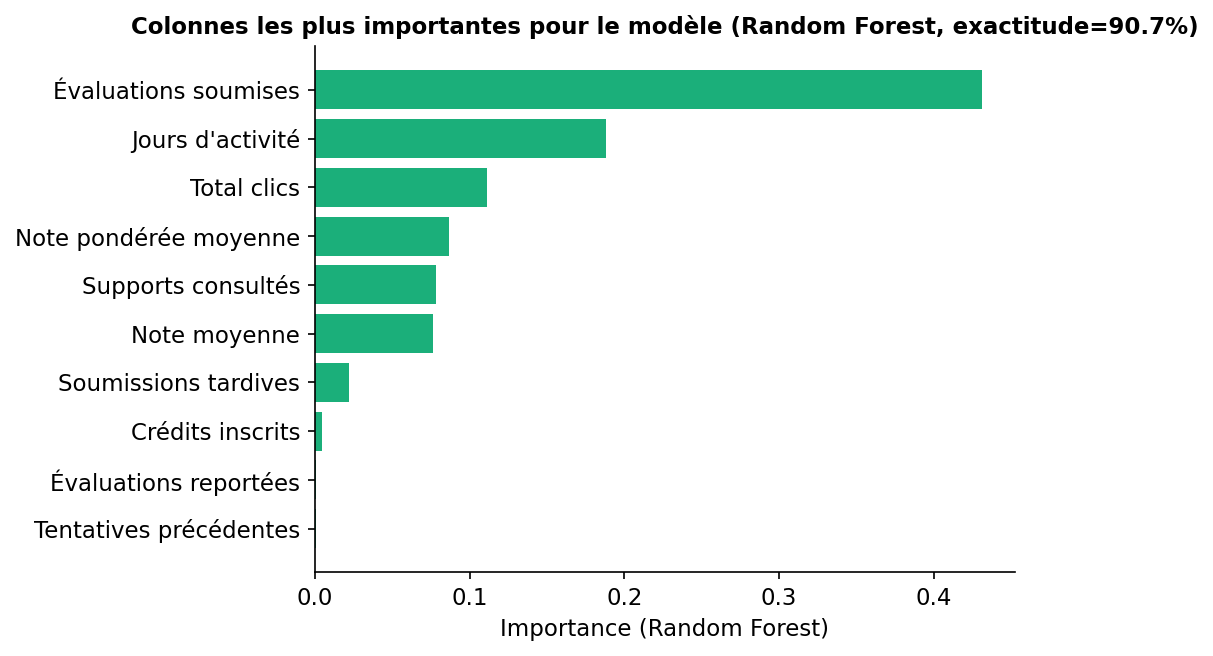 Colonnes les plus importantes pour le modèle (Random Forest, exactitude=90.7%)
Évaluations soumises
Jours d'activité
Total clics
Note pondérée moyenne
Supports consultés
Note moyenne
Soumissions tardives
Crédits inscrits
Évaluations reportées
Tentatives précédentes
0.0 0.1 0.2 0.3 0.4
Importance (Random Forest)